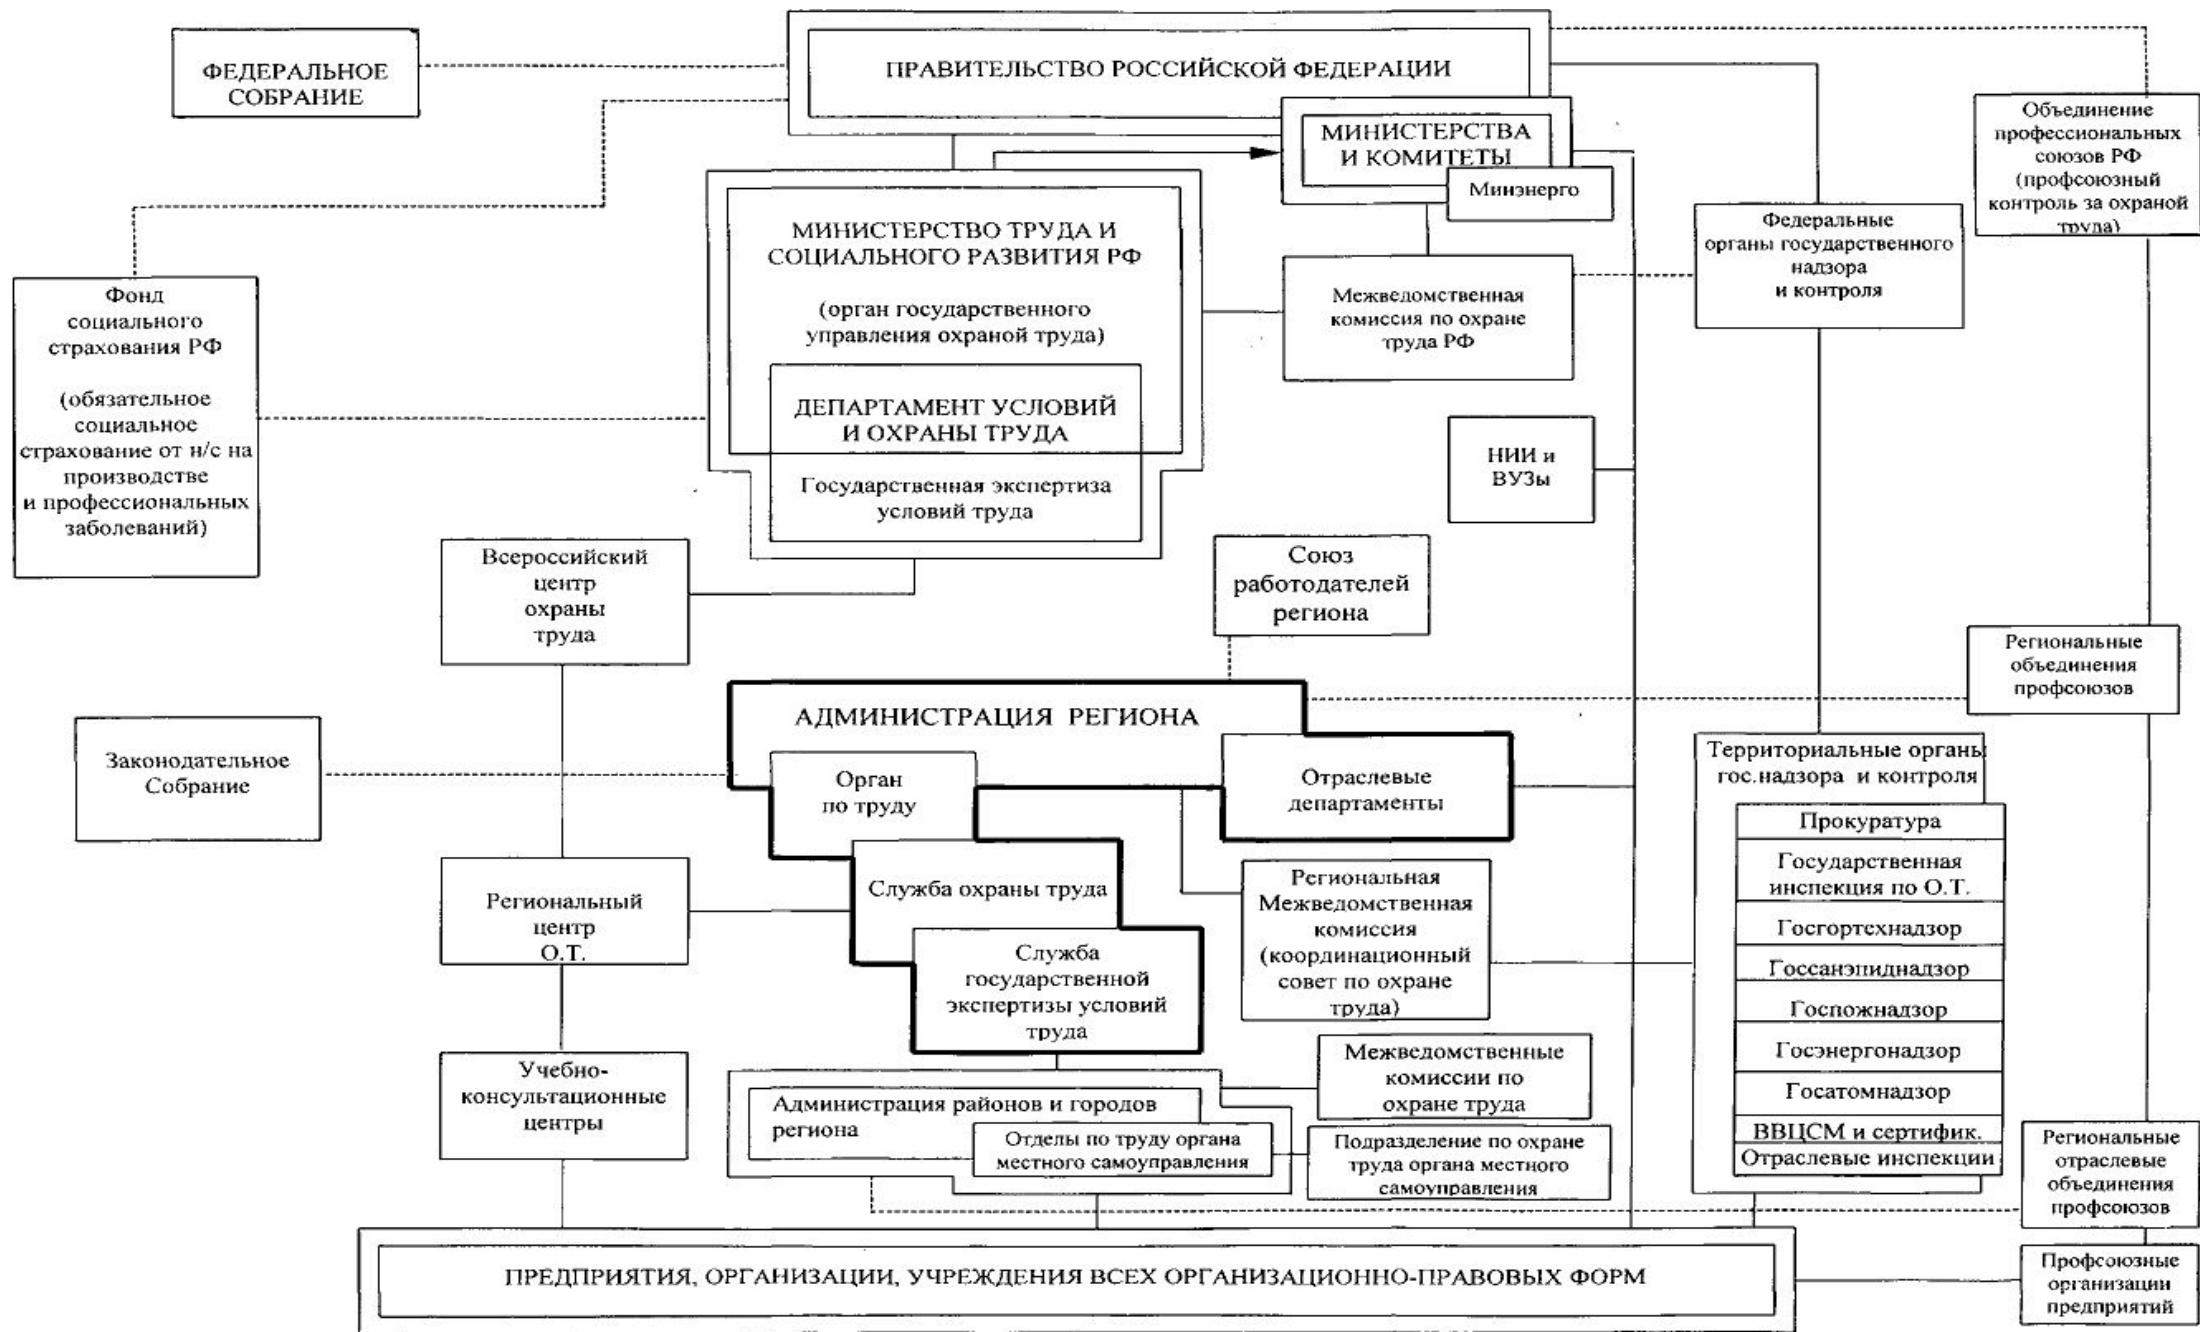 ФЕДЕРАЛЬНОЕ
СОБРАНИЕ
ПРАВИТЕЛЬСТВО РОССИЙСКОЙ ФЕДЕРАЦИИ
МИНИСТЕРСТВА
И КОМИТЕТЫ
Минэнерго
Объединение
профессиональных
союзов РФ
(профсоюзный
контроль за охраной
труда)
Федеральные
органы государственного
надзора
и контроля
МИНИСТЕРСТВО ТРУДА И
СОЦИАЛЬНОГО РАЗВИТИЯ РФ
(орган государственного
управления охраной труда)
Межведомственная
комиссия по охране
труда РФ
Фонд
социального
страхования РФ
(обязательное
социальное
страхование от н/с на
производстве
и профессиональных
заболеваний)
ДЕПАРТАМЕНТ УСЛОВИЙ
И ОХРАНЫ ТРУДА
Государственная экспертиза
условий труда
НИИ и
ВУЗы
Всероссийский
центр
охраны
труда
Союз
работодателей
региона
Региональные
объединения
профсоюзов
АДМИНИСТРАЦИЯ РЕГИОНА
Законодательное
Собрание
Орган
по труду
Отраслевые
департаменты
Территориальные органы
гос.надзора и контроля
Прокуратура
Государственная
инспекция по О.Т.
Госгортехнадзор
Госсанэпиднадзор
Госпожнадзор
Госэнергонадзор
Госатомнадзор
ВВЦСМ и сертифик.
Отраслевые инспекции
Региональный
центр
О.Т.
Служба охраны труда
Региональная
Межведомственная
комиссия
(координационный
совет по охране
труда)
Служба
государственной
экспертизы условий
труда
Межведомственные
комиссии по
охране труда
Учебно-
консультационные
центры
Администрация районов и городов
региона
Отделы по труду органа
местного самоуправления
Подразделение по охране
труда органа местного
самоуправления
Региональные
отраслевые
объединения
профсоюзов
ПРЕДПРИЯТИЯ, ОРГАНИЗАЦИИ, УЧРЕЖДЕНИЯ ВСЕХ ОРГАНИЗАЦИОННО-ПРАВОВЫХ ФОРМ
Профсоюзные
организации
предприятий